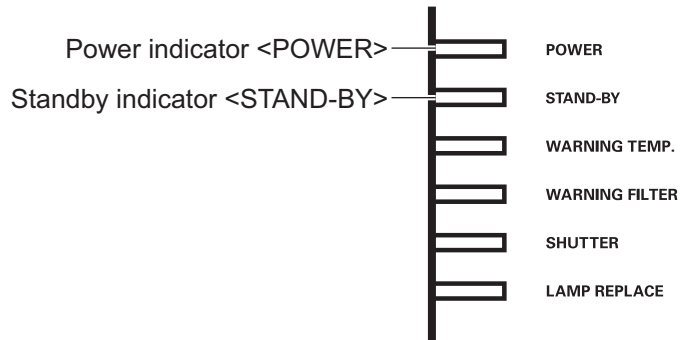 Power indicator <POWER>
POWER
Standby indicator <STAND-BY>
STAND-BY
WARNING TEMP.
WARNING FILTER
SHUTTER
LAMP REPLACE